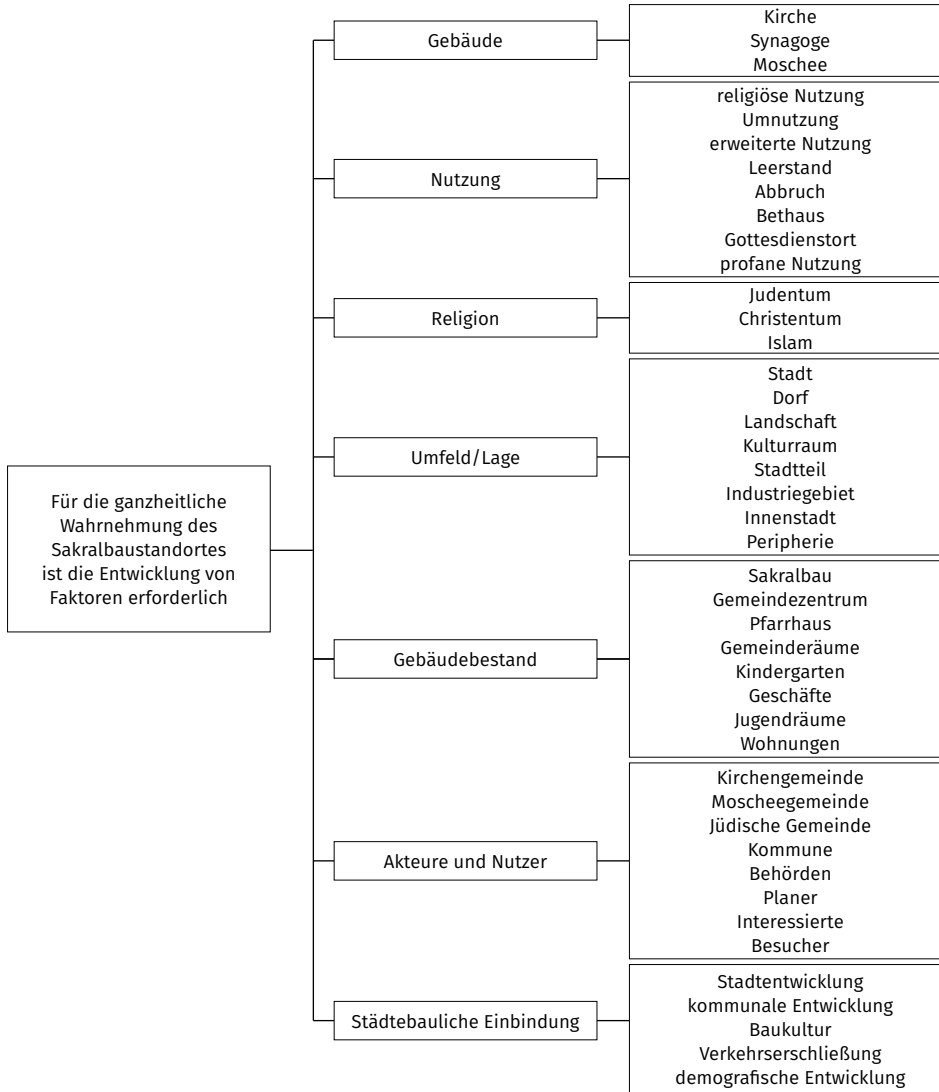 Für die ganzheitliche
Wahrnehmung des
Sakralbaustandortes
ist die Entwicklung von
Faktoren erforderlich
Gebäude
Kirche
Synagoge
Moschee
Nutzung
religiöse Nutzung
Umnutzung
erweiterte Nutzung
Leerstand
Abbruch
Bethaus
Gottesdienstort
profane Nutzung
Religion
Judentum
Christentum
Islam
Umfeld/Lage
Stadt
Dorf
Landschaft
Kulturraum
Stadtteil
Industriegebiet
Innenstadt
Peripherie
Gebäudebestand
Sakralbau
Gemeindezentrum
Pfarrhaus
Gemeinderäume
Kindergarten
Geschäfte
Jugendräume
Wohnungen
Akteure und Nutzer
Kirchengemeinde
Moscheegemeinde
Jüdische Gemeinde
Kommune
Behörden
Planer
Interessierte
Besucher
Städtebauliche Einbindung
Stadtentwicklung
kommunale Entwicklung
Baukultur
Verkehrserschließung
demografische Entwicklung